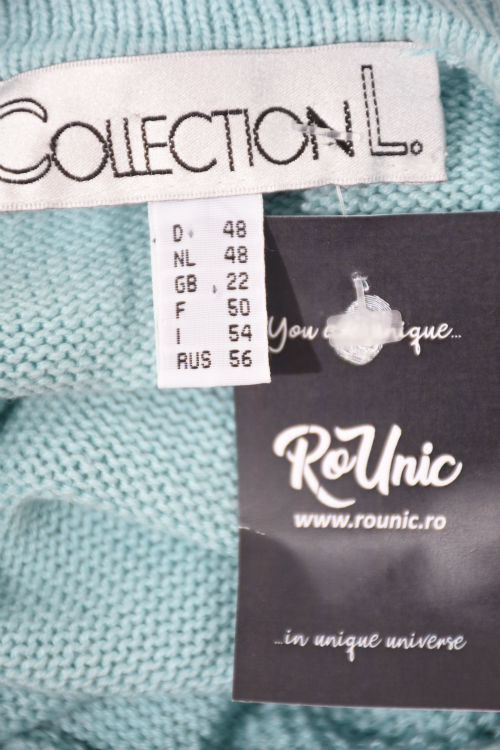 COLLECTION L.
D 48
NL 48
GB 22
F 50
I 54
RUS 56
You are unique...
RoUnic
www.rounic.ro
...in unique universe